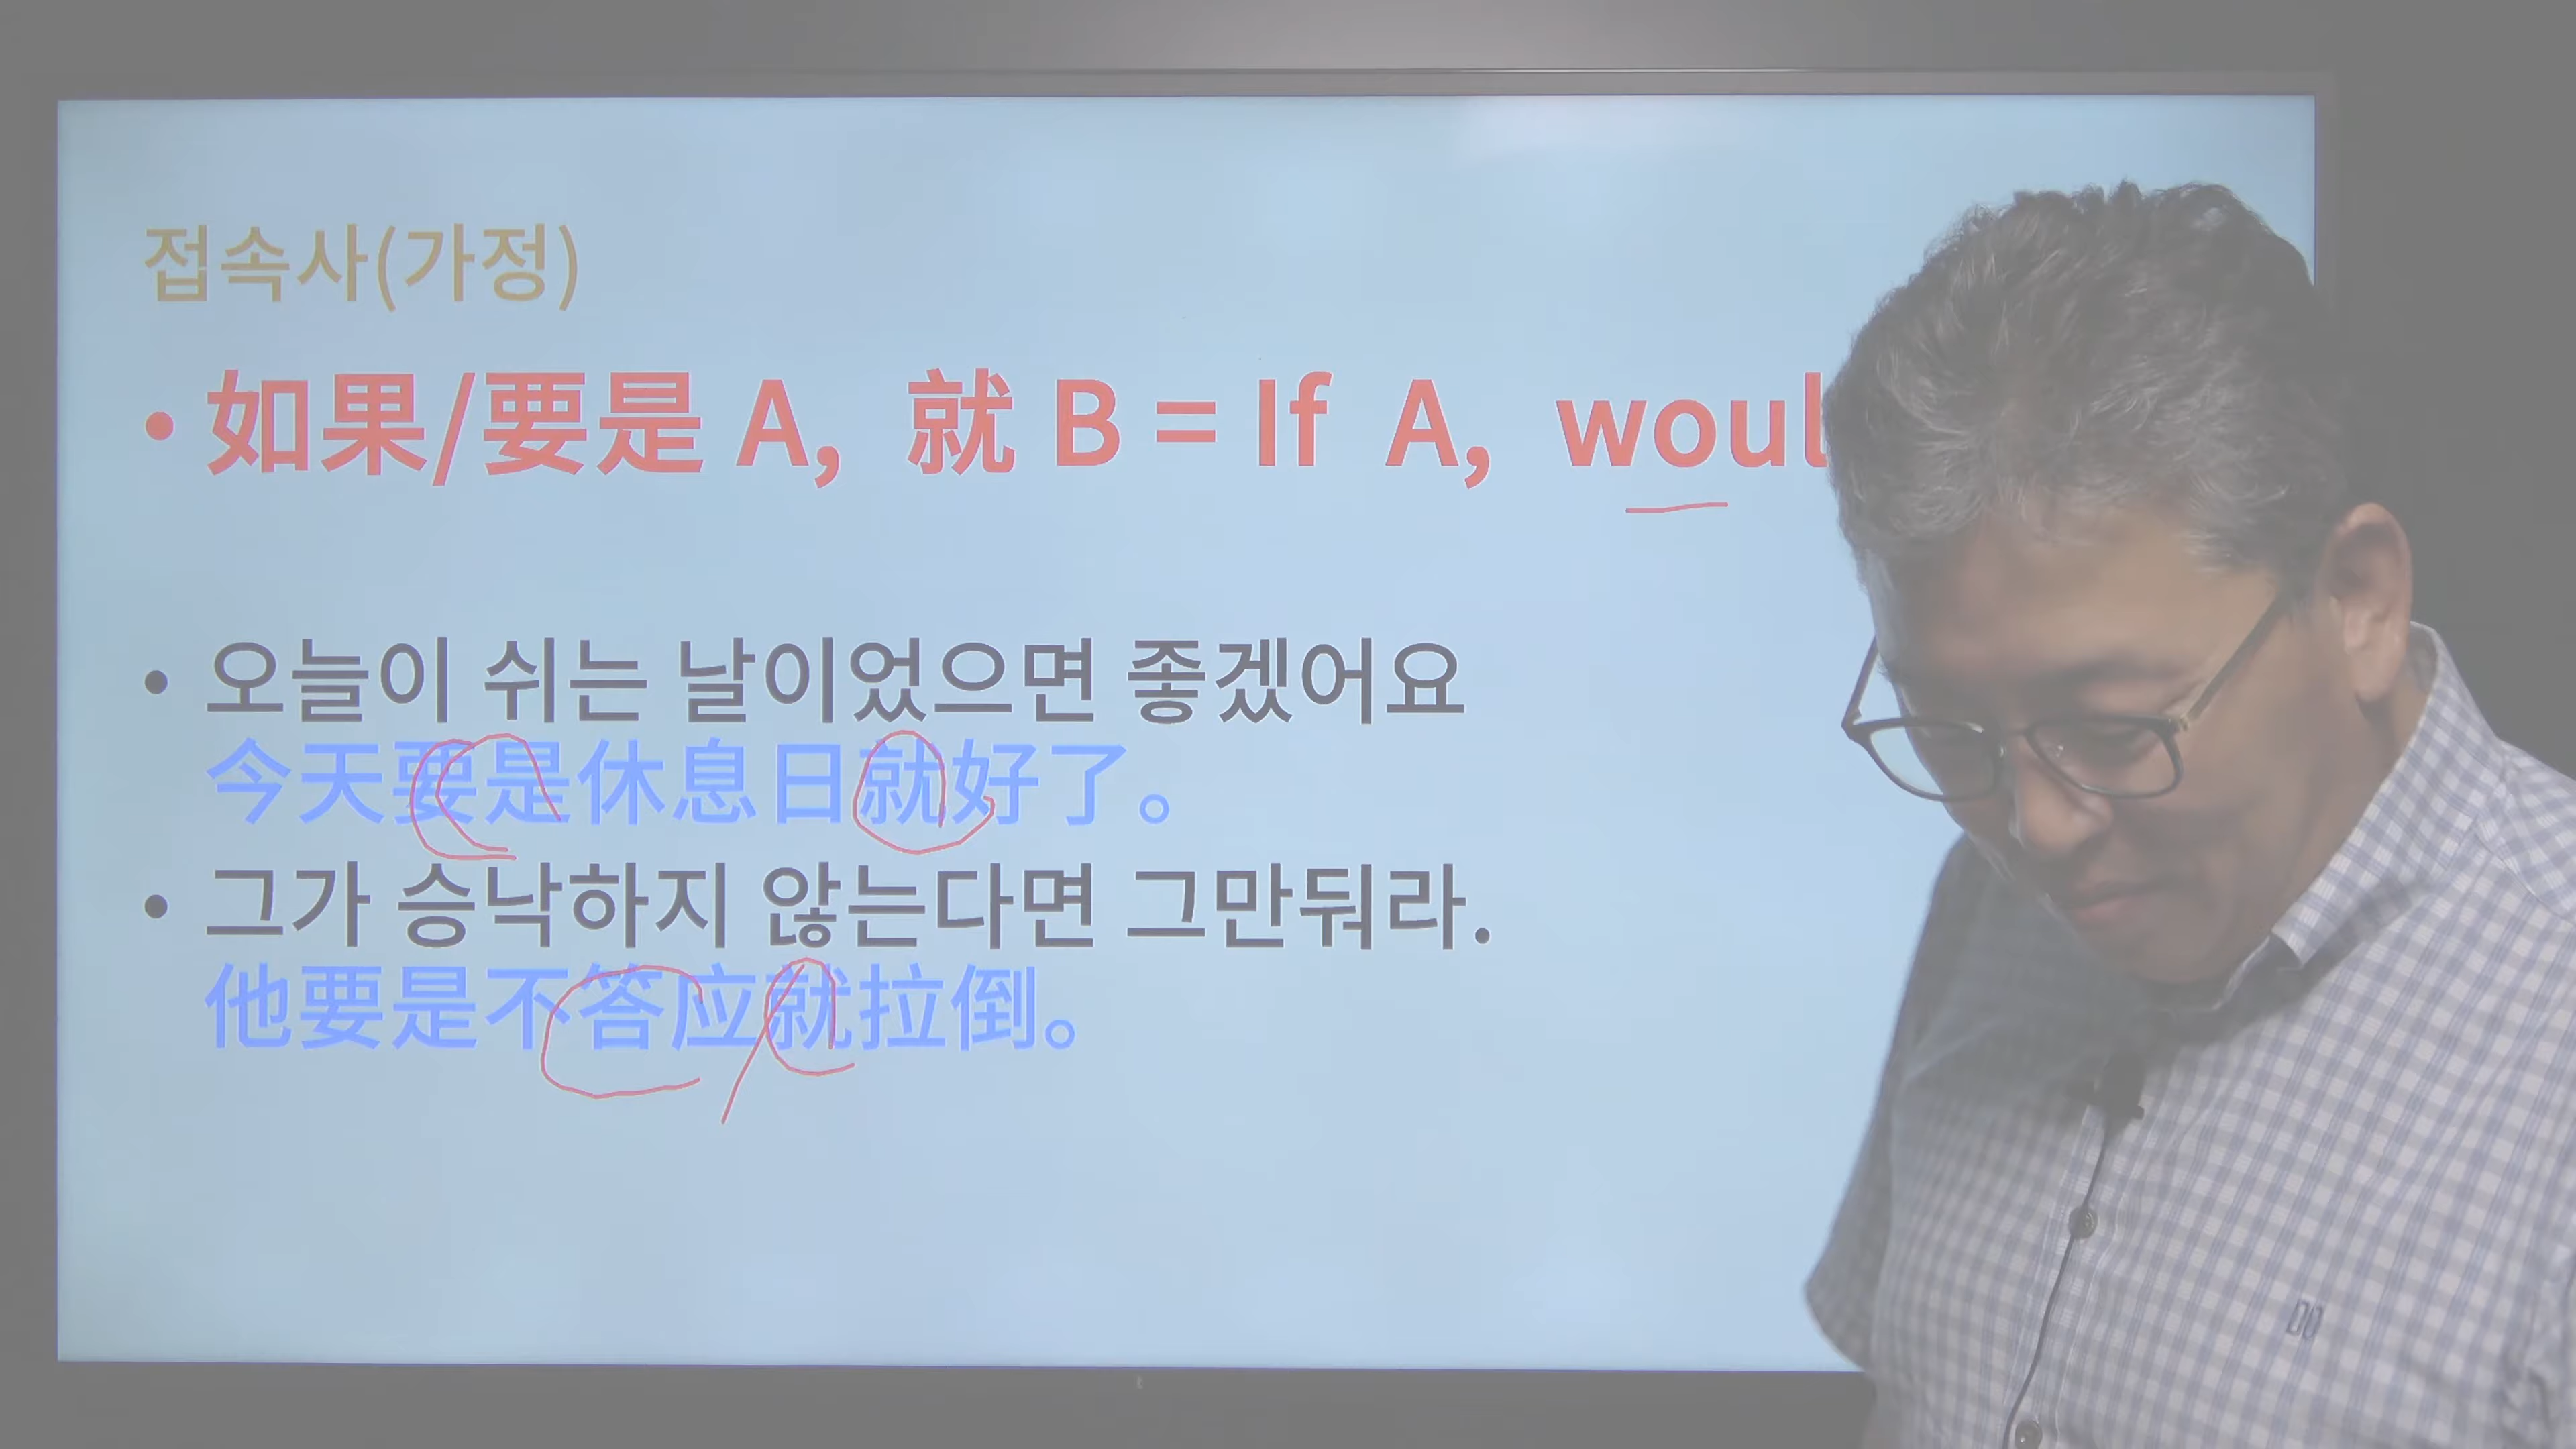 접속사(가정)
• 如果/要是 A, 就 B = If A, woul
• 오늘이 쉬는 날이었으면 좋겠어요
今天要是休息日就好了。
• 그가 승낙하지 않는다면 그만둬라.
他要是不答应就拉倒。